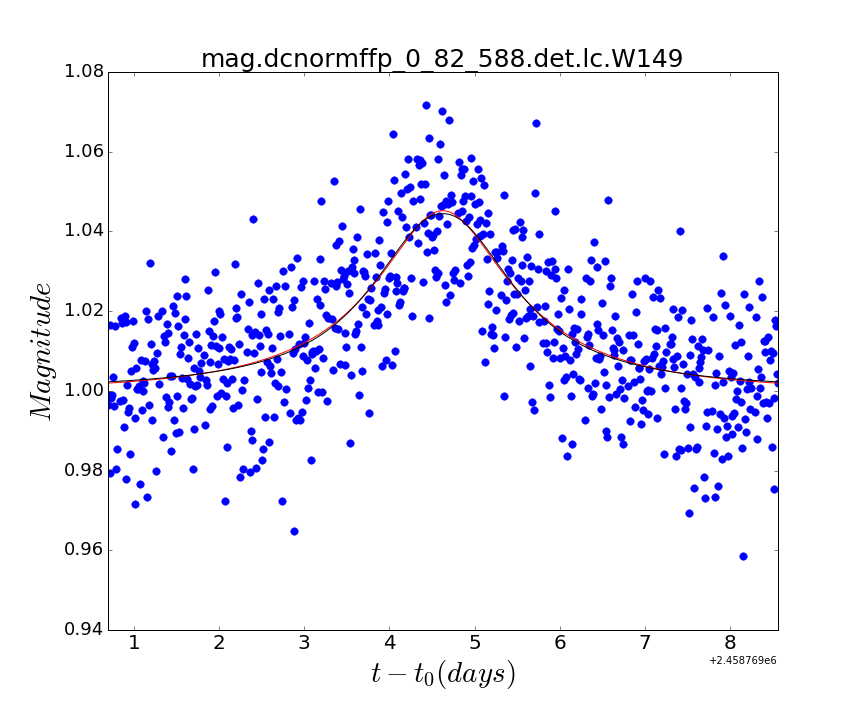 mag.dcnormffp_0_82_588.det.lc.W149
Magnitude
1.08
1.06
1.04
1.02
1.00
0.98
0.96
0.94
1 2 3 4 5 6 7 8
+2.458769e6
t − t₀(days)